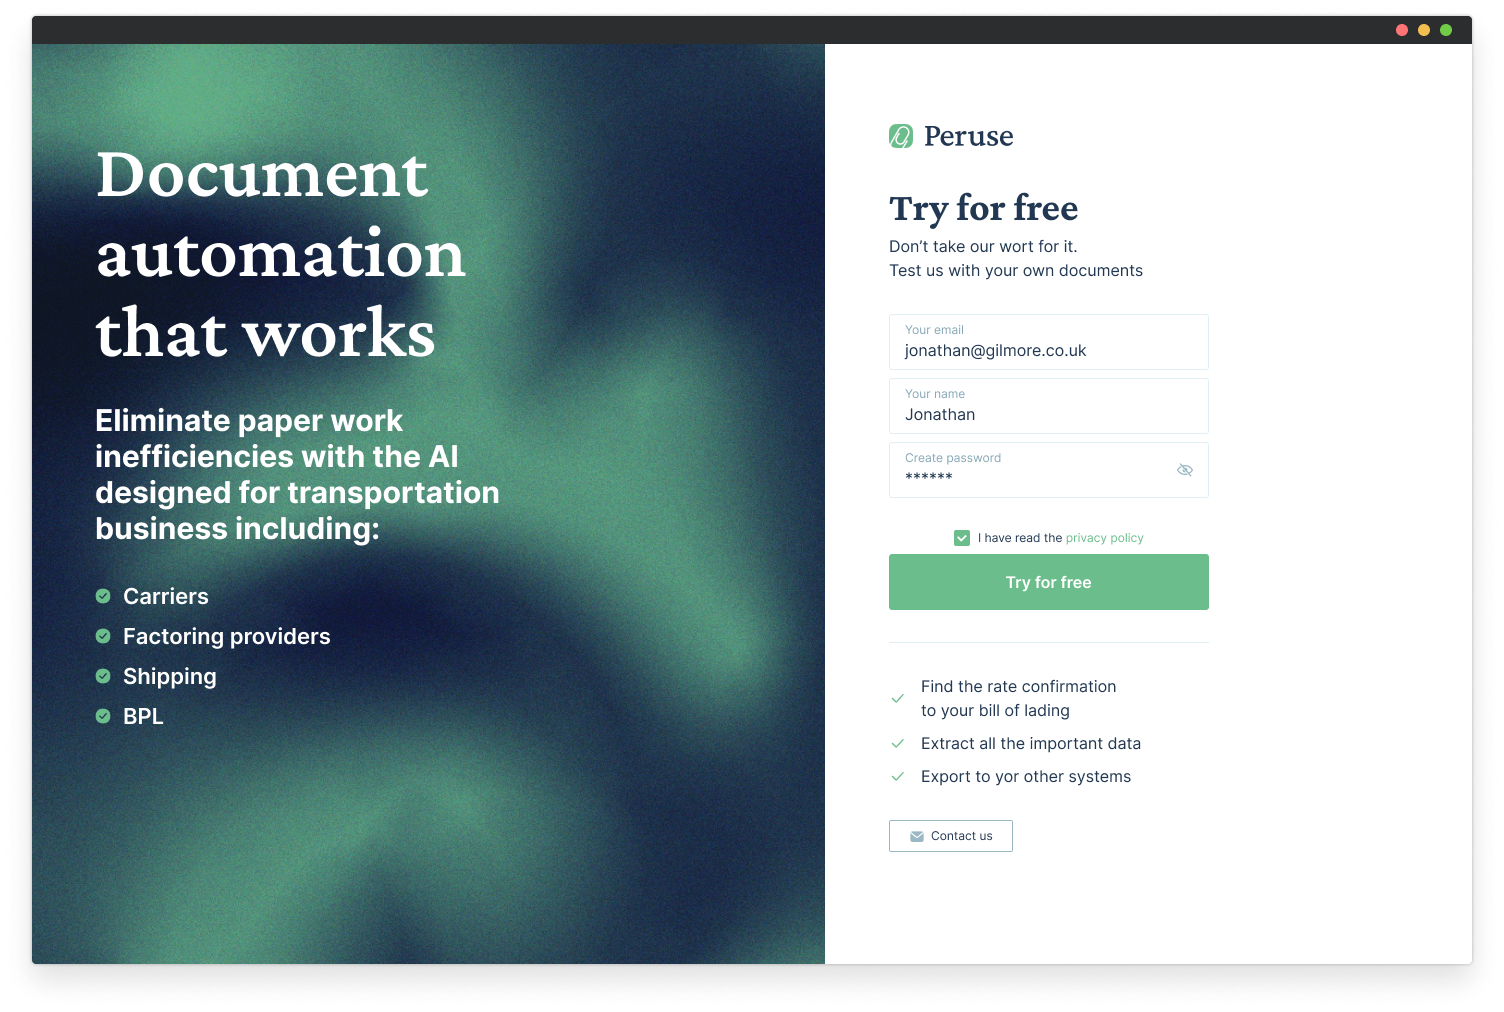 Document
automation
that works
Eliminate paper work
inefficiencies with the AI
designed for transportation
business including:
Carriers
Factoring providers
Shipping
BPL
Peruse
Try for free
Don’t take our wort for it.
Test us with your own documents
Your email
jonathan@gilmore.co.uk
Your name
Jonathan
Create password
******
I have read the privacy policy
Try for free
Find the rate confirmation
to your bill of lading
Extract all the important data
Export to yor other systems
Contact us